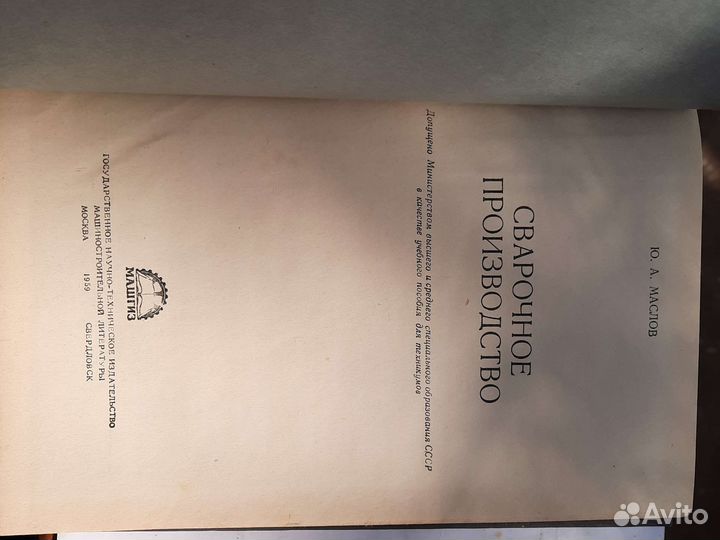 Ю. А. МАСЛОВ
СВАРОЧНОЕ
ПРОИЗВОДСТВО
Допущено Министерством высшего и среднего специального образования СССР
в качестве учебного пособия для техникумов
МАШГИЗ
ГОСУДАРСТВЕННОЕ НАУЧНО-ТЕХНИЧЕСКОЕ ИЗДАТЕЛЬСТВО
МАШИНОСТРОИТЕЛЬНОЙ ЛИТЕРАТУРЫ
МОСКВА 1959 СВЕРДЛОВСК
Avito